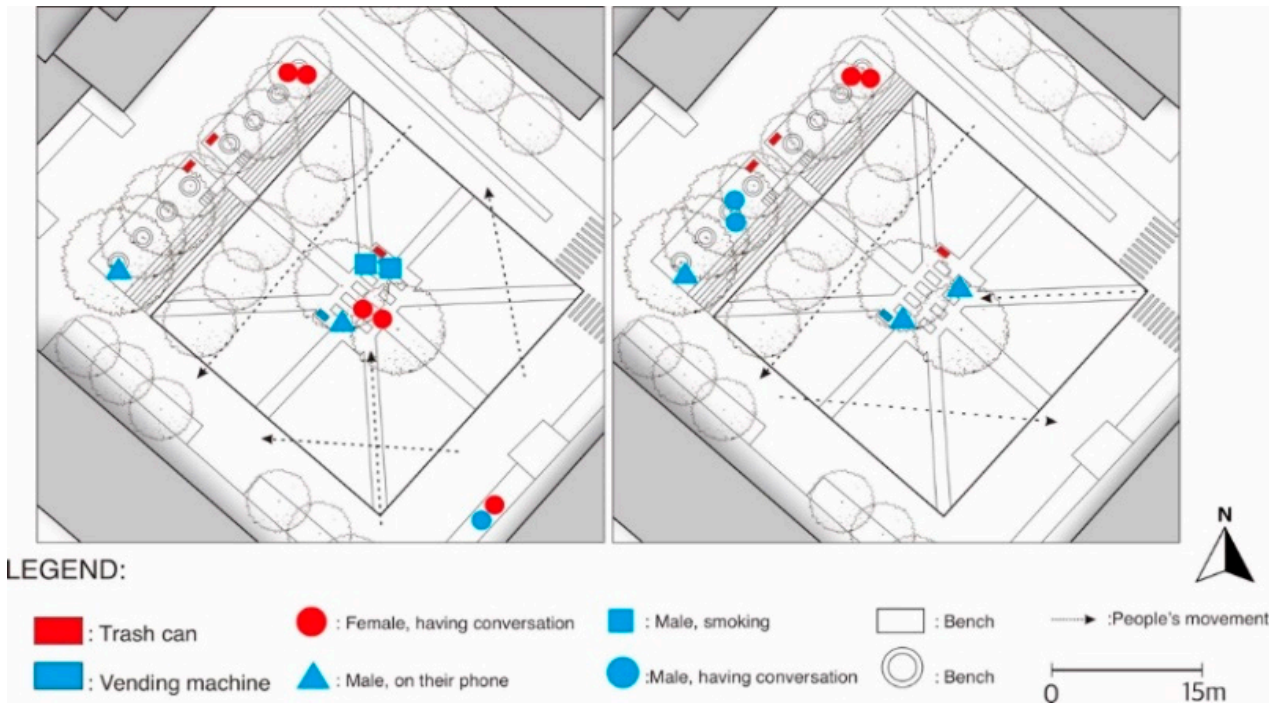 N
LEGEND:
: Trash can
: Female, having conversation
: Male, smoking
: Bench
:People's movement
: Vending machine
: Male, on their phone
:Male, having conversation
: Bench
0 15m